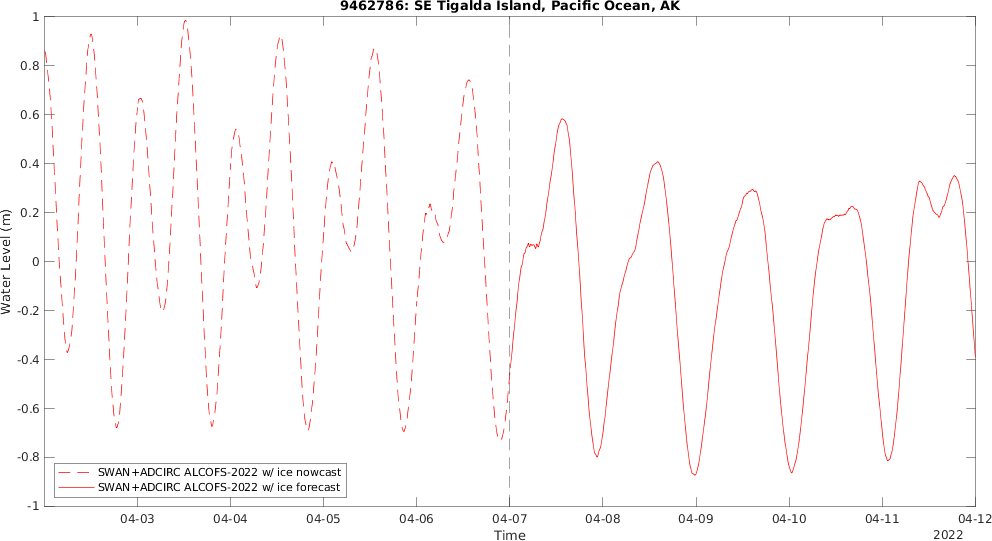 9462786: SE Tigalda Island, Pacific Ocean, AK
1
0.8
0.6
0.4
0.2
0
-0.2
-0.4
-0.6
-0.8
-1
Water Level (m)
SWAN+ADCIRC ALCOFS-2022 w/ ice nowcast
SWAN+ADCIRC ALCOFS-2022 w/ ice forecast
04-03 04-04 04-05 04-06 04-07 04-08 04-09 04-10 04-11 04-12
Time
2022